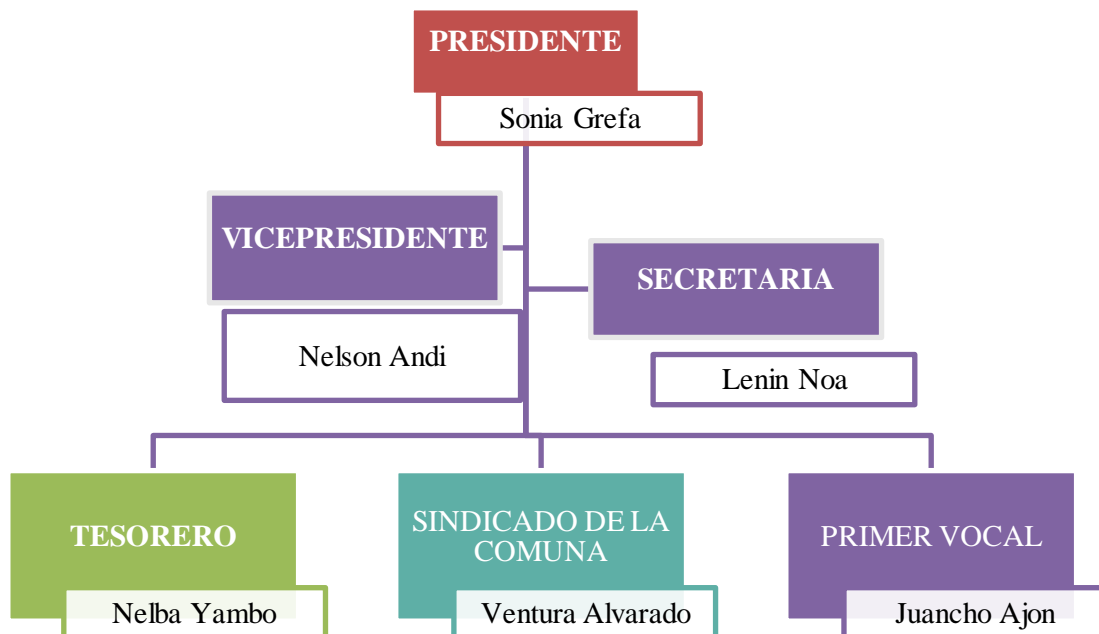 PRESIDENTE
Sonia Grefa
VICEPRESIDENTE
Nelson Andi
SECRETARIA
Lenin Noa
TESORERO
Nelba Yambo
SINDICADO DE LA
COMUNA
Ventura Alvarado
PRIMER VOCAL
Juancho Ajon